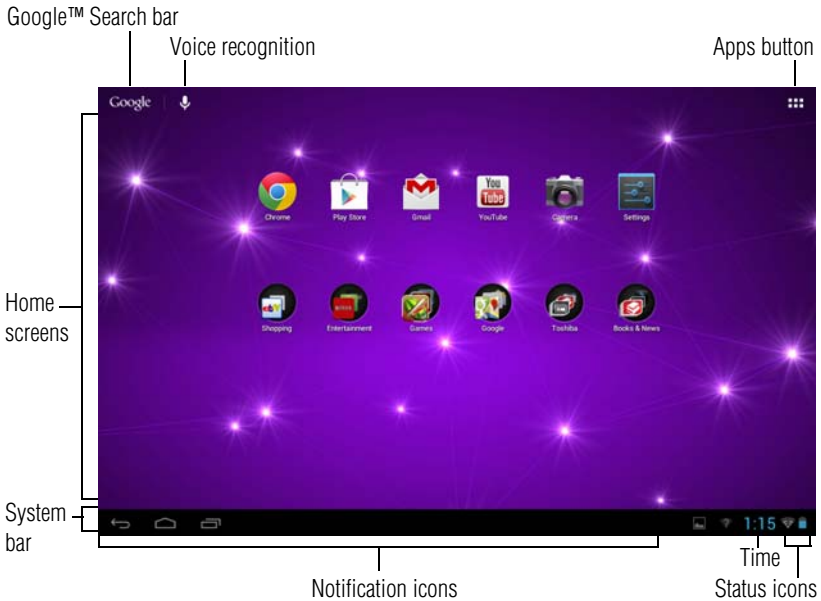 Google™ Search bar
Voice recognition
Apps button
Google
Chrome
Play Store
Gmail
You
Tube
YouTube
Camera
Settings
Home
screens
ebY
Shopping
Entertainment
Games
Google
Toshiba
Books & News
System
bar
1:15
Time
Notification icons
Status icons